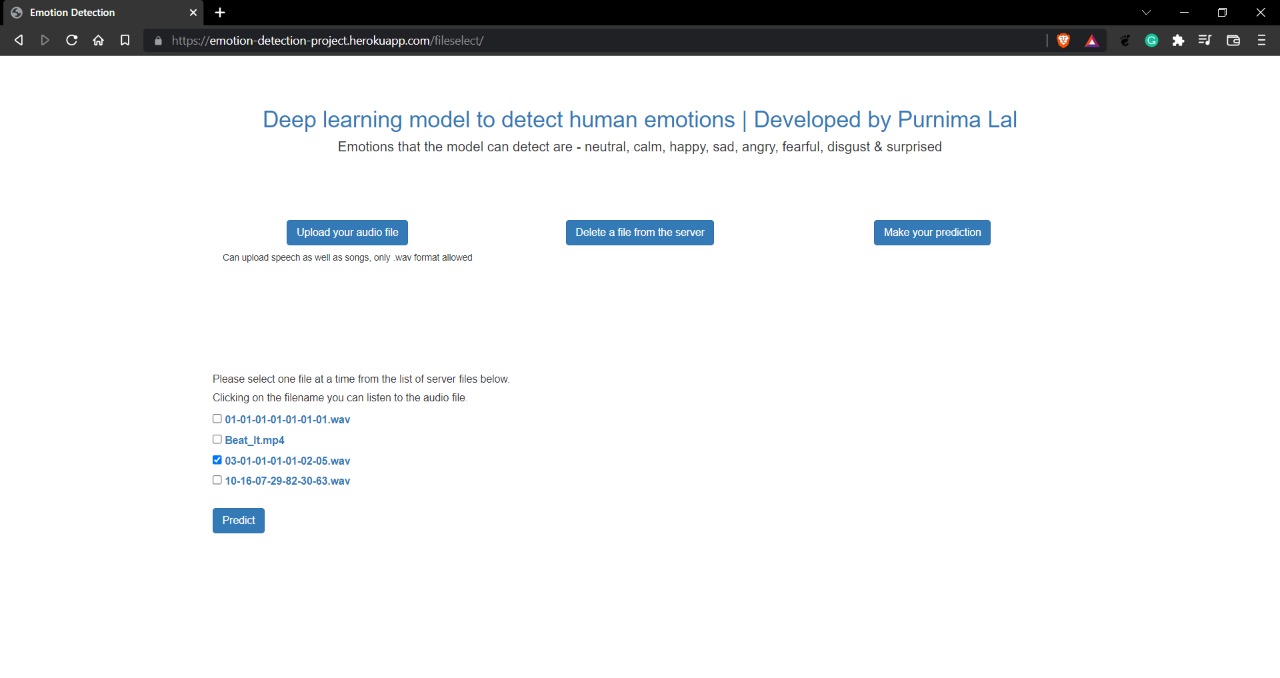 Emotion Detection
https://emotion-detection-project.herokuapp.com/fileselect/
Deep learning model to detect human emotions | Developed by Purnima Lal
Emotions that the model can detect are - neutral, calm, happy, sad, angry, fearful, disgust & surprised
Upload your audio file
Delete a file from the server
Make your prediction
Can upload speech as well as songs, only .wav format allowed
Please select one file at a time from the list of server files below.
Clicking on the filename you can listen to the audio file.
01-01-01-01-01-01-01.wav
Beat_It.mp4
03-01-01-01-01-02-05.wav
10-16-07-29-82-30-63.wav
Predict